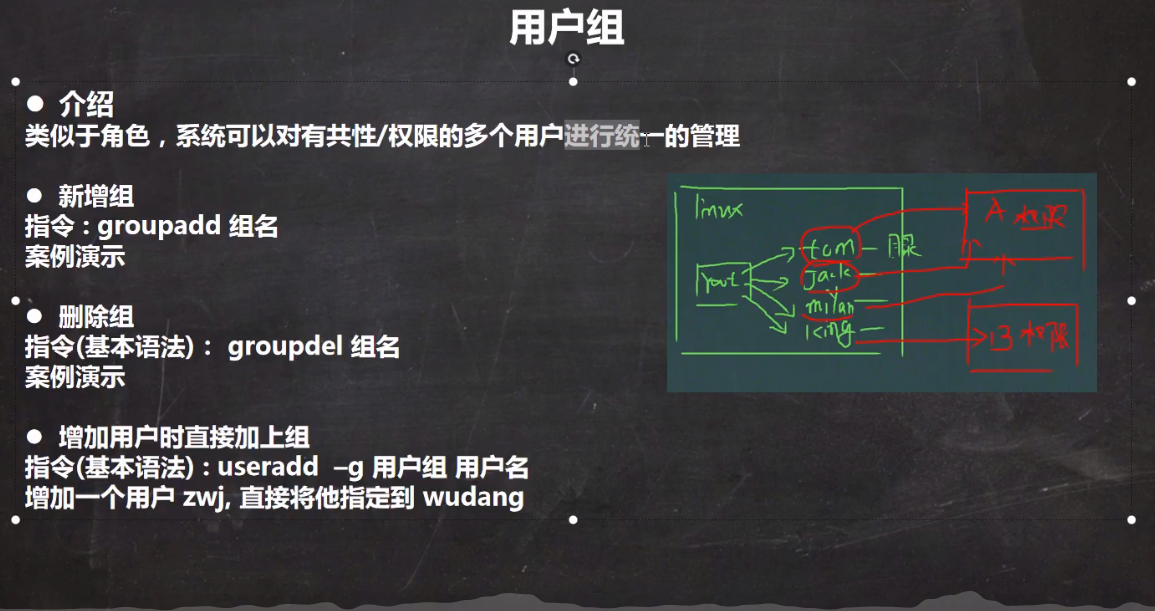 用户组
● 介绍
类似于角色，系统可以对有共性/权限的多个用户进行统一的管理
● 新增组
指令 : groupadd 组名
案例演示
● 删除组
指令(基本语法)： groupdel 组名
案例演示
● 增加用户时直接加上组
指令(基本语法) : useradd –g 用户组 用户名
增加一个用户 zwj, 直接将他指定到 wudang
linux
root
tom
Jack
milan
king
A 权限
B 权限